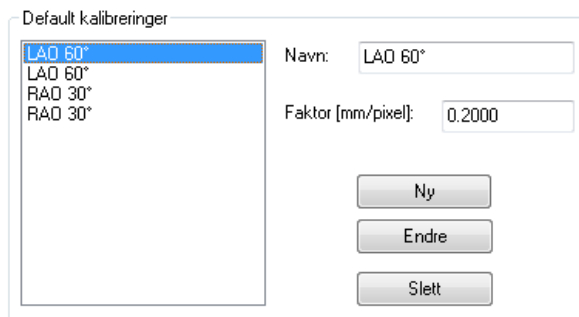 Default kalibreringer
LAO 60°
LAO 60°
RAO 30°
RAO 30°
Navn: LAO 60°
Faktor [mm/pixel]: 0.2000
Ny
Endre
Slett